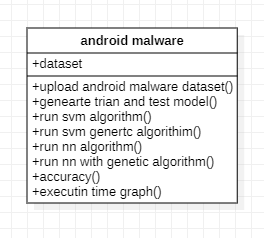 android malware
+dataset
+upload android malware dataset()
+genearte trian and test model()
+run svm algorithm()
+run svm genertc algorithim()
+run nn algorithm()
+run nn with genetic algorithm()
+accuracy()
+executin time graph()